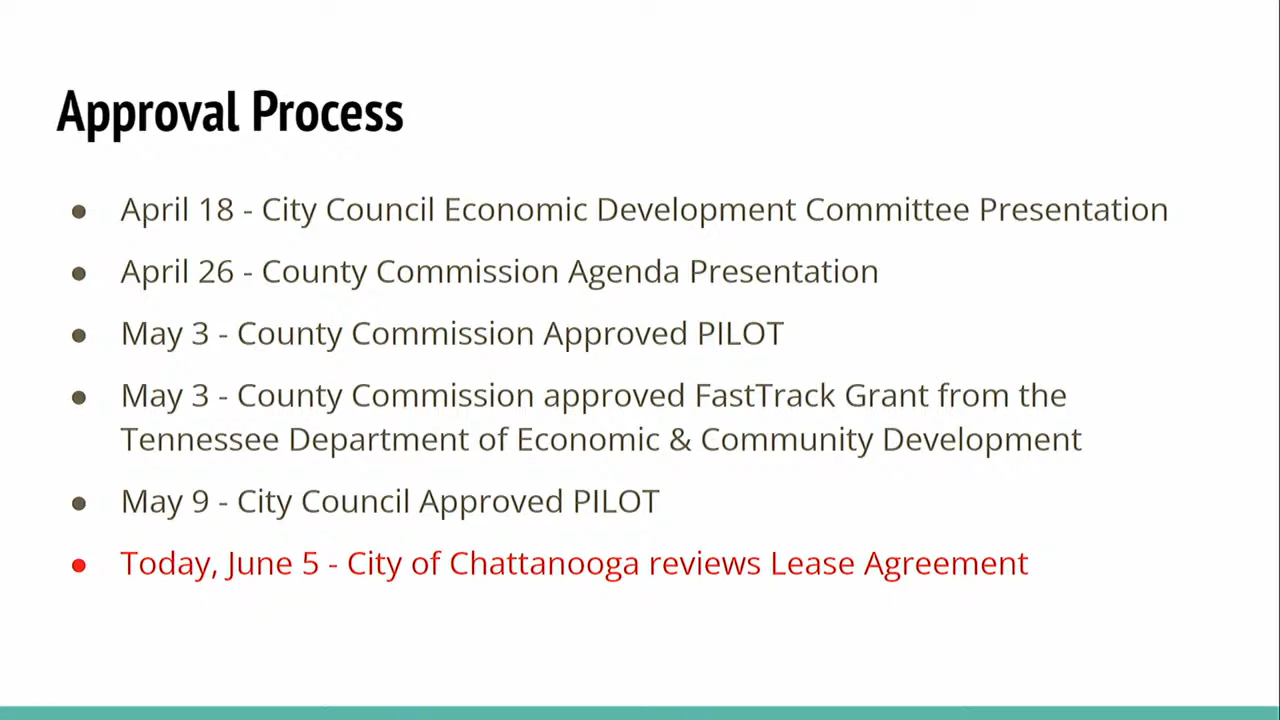 Approval Process
● April 18 - City Council Economic Development Committee Presentation
● April 26 - County Commission Agenda Presentation
● May 3 - County Commission Approved PILOT
● May 3 - County Commission approved FastTrack Grant from the
Tennessee Department of Economic & Community Development
● May 9 - City Council Approved PILOT
● Today, June 5 - City of Chattanooga reviews Lease Agreement